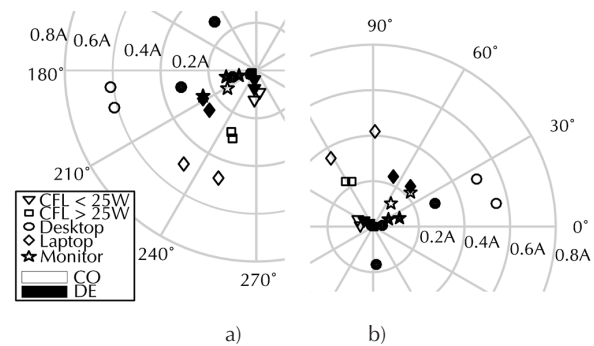 90°
0.8A 0.6A 0.4A 0.2A
60°
180°
30°
210°
CFL < 25W
CFL > 25W
Desktop
Laptop
Monitor
CO
DE
240°
270°
0.2A 0.4A 0.6A 0.8A
0°
a) b)